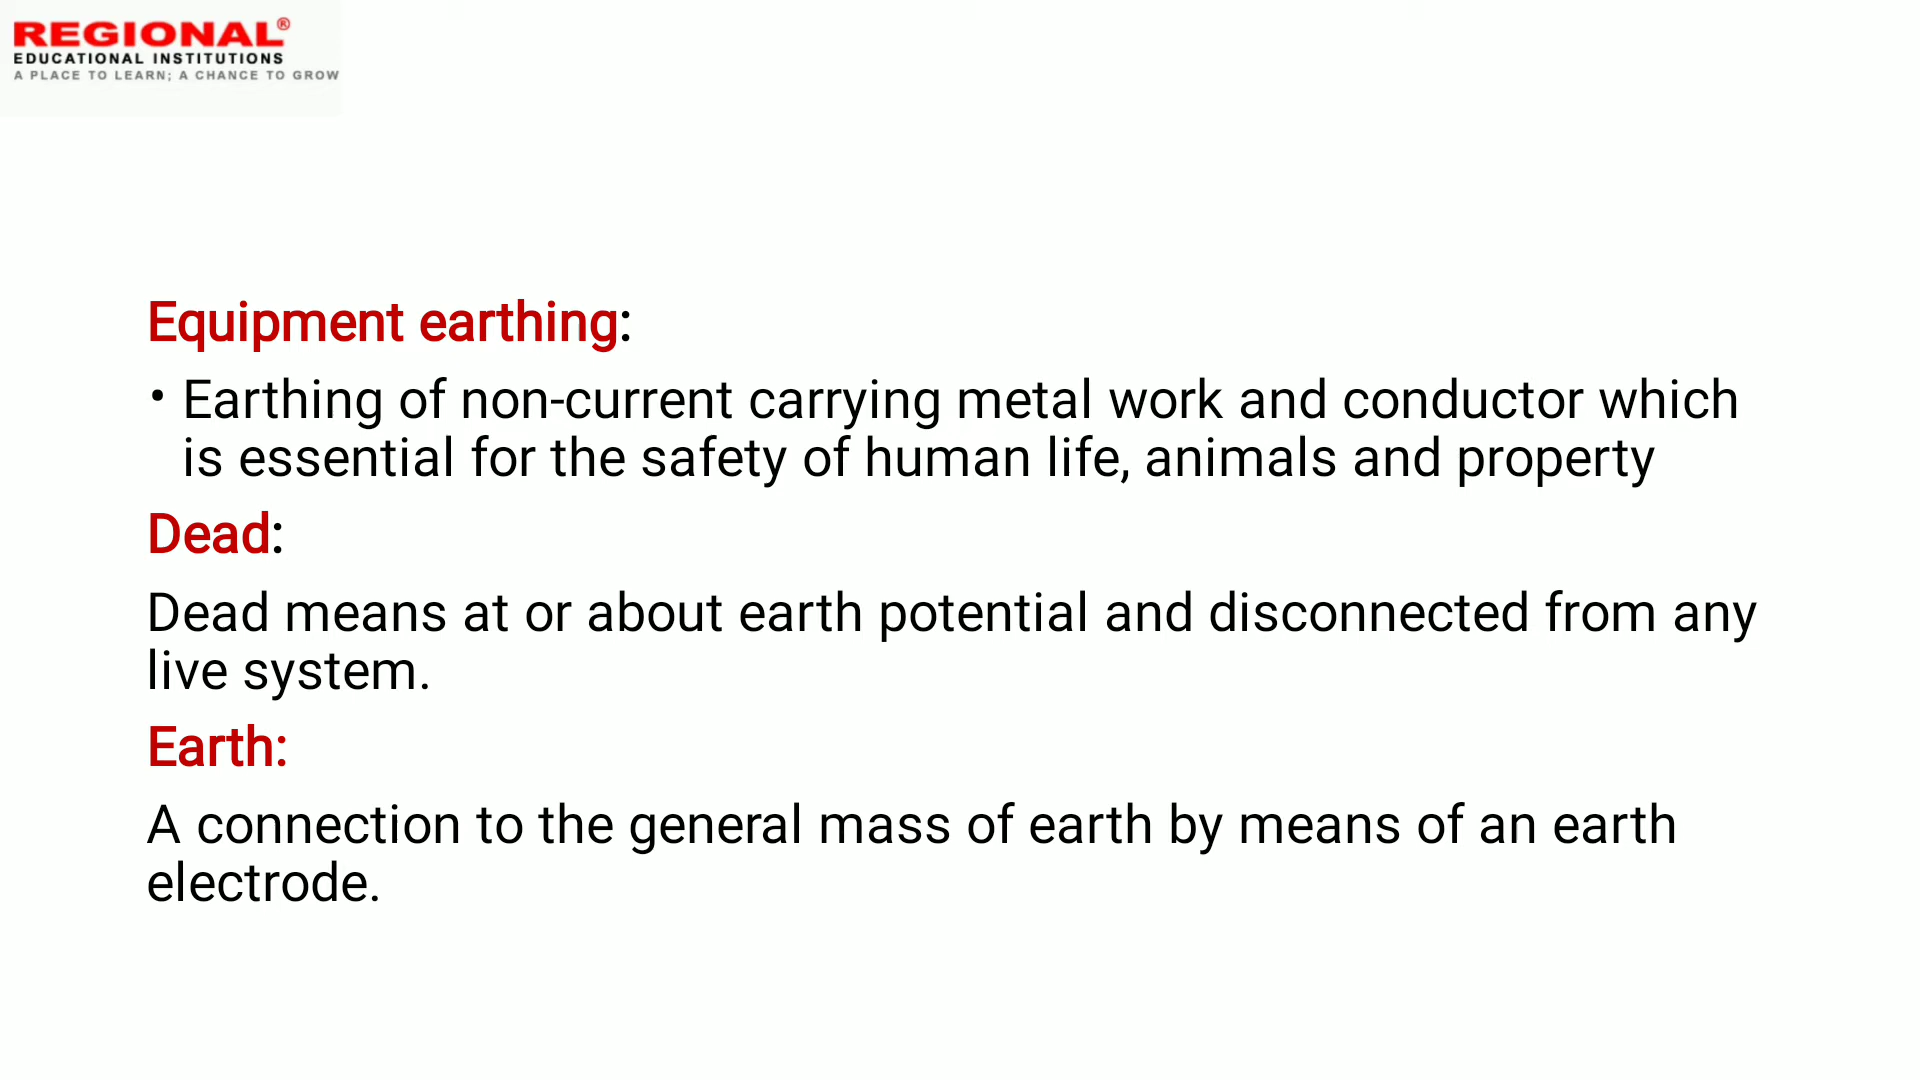 REGIONAL®
EDUCATIONAL INSTITUTIONS
A PLACE TO LEARN; A CHANCE TO GROW
Equipment earthing:
• Earthing of non-current carrying metal work and conductor which
is essential for the safety of human life, animals and property
Dead:
Dead means at or about earth potential and disconnected from any
live system.
Earth:
A connection to the general mass of earth by means of an earth
electrode.